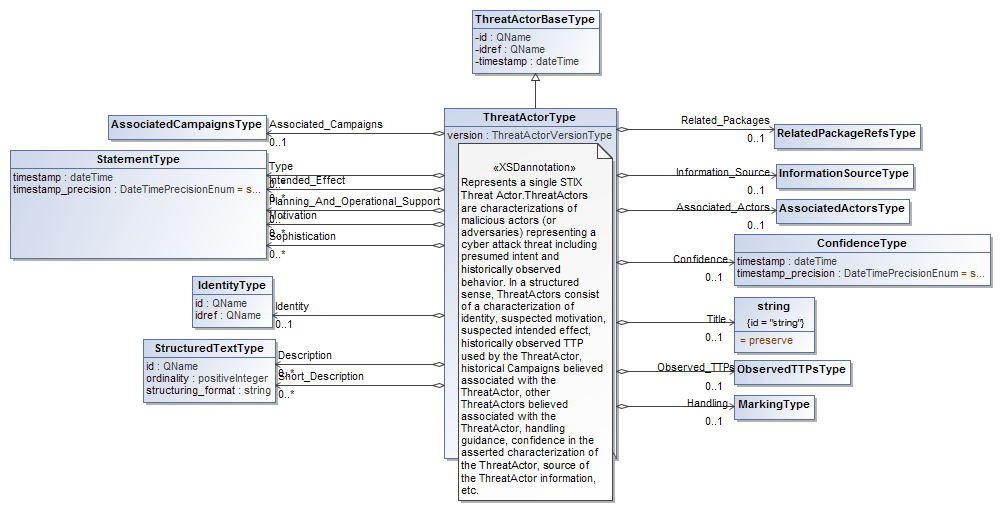 ThreatActorBaseType
-id : QName
-idref : QName
-timestamp : dateTime
ThreatActorType
version : ThreatActorVersionType
«XSDannotation»
Represents a single STIX
Threat Actor.ThreatActors
are characterizations of
malicious actors (or
adversaries) representing a
cyber attack threat including
presumed intent and
historically observed
behavior. In a structured
sense, ThreatActors consist
of a characterization of
identity, suspected motivation,
suspected intended effect,
historically observed TTP
used by the ThreatActor,
historical Campaigns believed
associated with the
ThreatActor, other
ThreatActors believed
associated with the
ThreatActor, handling
guidance, confidence in the
asserted characterization of
the ThreatActor, source of
the ThreatActor information,
etc.
AssociatedCampaignsType
Associated_Campaigns
0..1
StatementType
timestamp : dateTime
timestamp_precision : DateTimePrecisionEnum = s...
Type
Intended_Effect
0..*
Planning_And_Operational_Support
Motivation
0..*
Sophistication
0..*
IdentityType
id : QName
idref : QName
Identity
0..1
StructuredTextType
id : QName
ordinality : positiveInteger
structuring_format : string
Description
0..*
Short_Description
0..*
Related_Packages
0..1
RelatedPackageRefsType
Information_Source
0..1
InformationSourceType
Associated_Actors
0..1
AssociatedActorsType
Confidence
0..1
ConfidenceType
timestamp : dateTime
timestamp_precision : DateTimePrecisionEnum = s...
Title
0..1
string
{id = "string"}
= preserve
Observed_TTPs
0..1
ObservedTTPsType
Handling
0..1
MarkingType